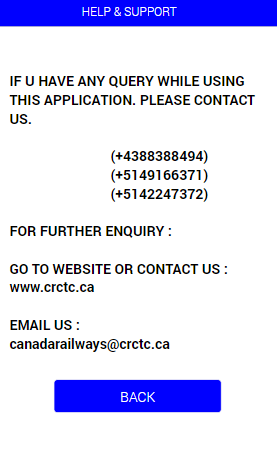 HELP & SUPPORT
IF U HAVE ANY QUERY WHILE USING
THIS APPLICATION. PLEASE CONTACT
US.
(+4388388494)
(+5149166371)
(+5142247372)
FOR FURTHER ENQUIRY :
GO TO WEBSITE OR CONTACT US :
www.crctc.ca
EMAIL US :
canadarailways@crctc.ca
BACK